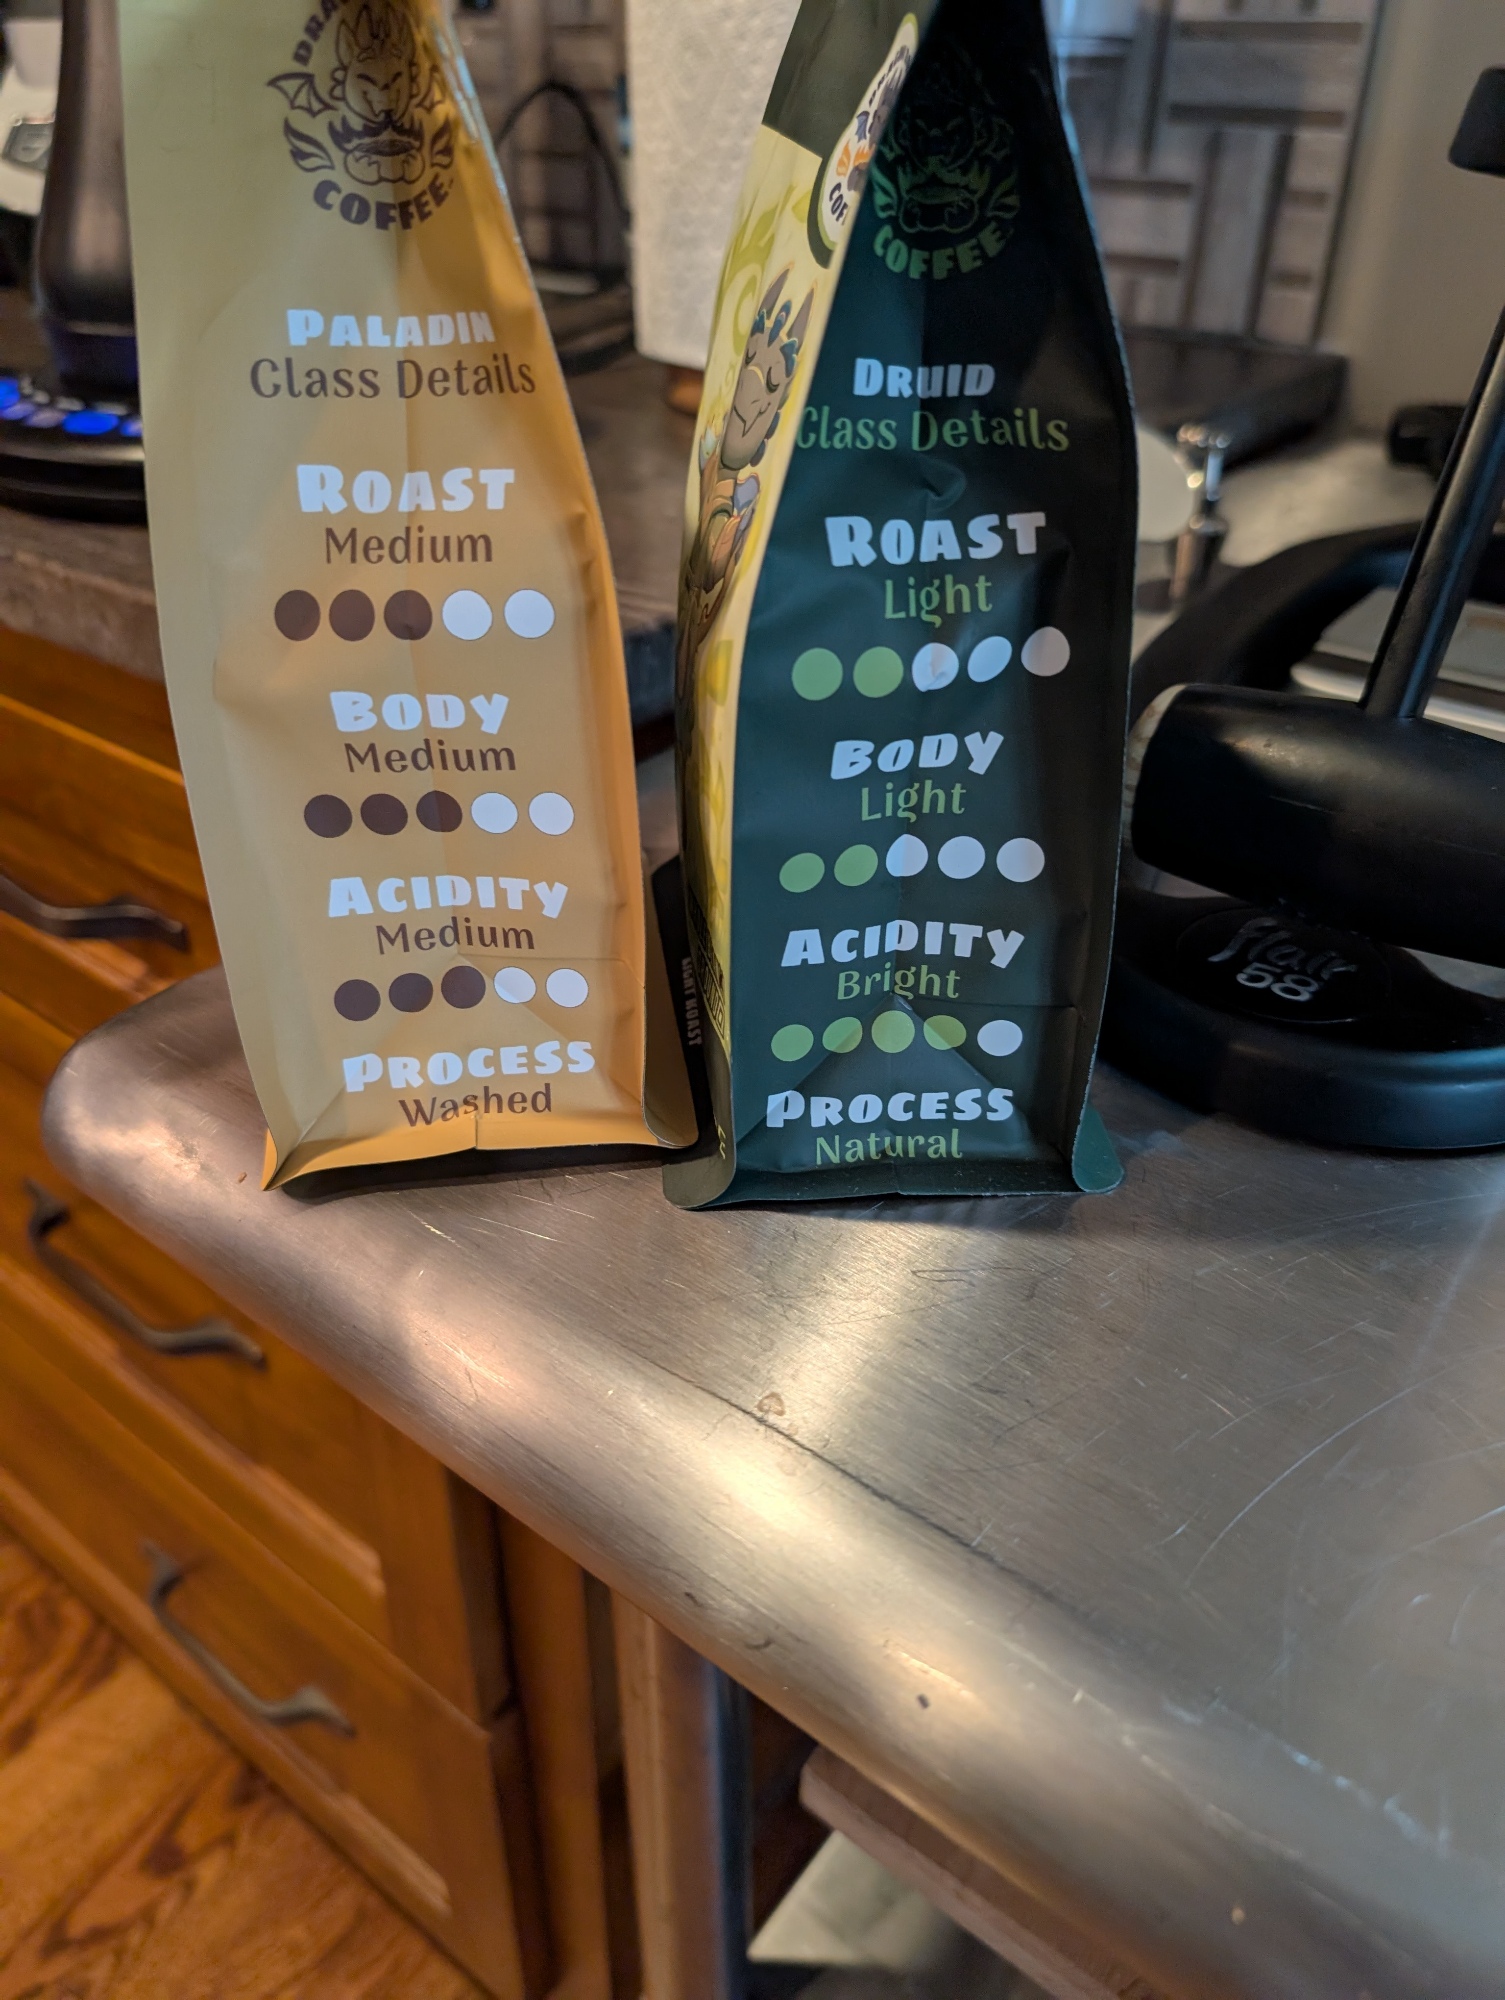 COFFEE
PALADIN
Class Details
ROAST
Medium
BODY
Medium
ACIDITY
Medium
PROCESS
Washed
COFFEE
DRUID
Class Details
ROAST
Light
BODY
Light
ACIDITY
Bright
PROCESS
Natural
LIGHT ROAST
Flair
58